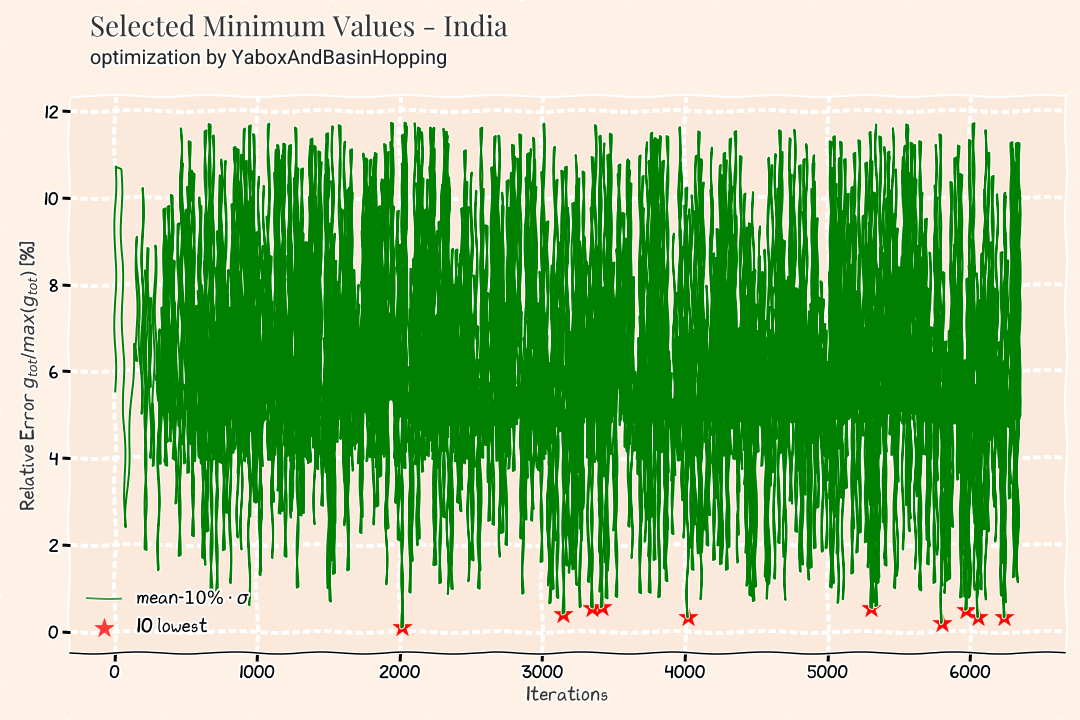 Selected Minimum Values - India
optimization by YaboxAndBasinHopping
12
10
8
6
4
2
0
Relative Error g_tot/max(g_tot) [%]
mean-10% · σ
10 lowest
0 1000 2000 3000 4000 5000 6000
Iterations